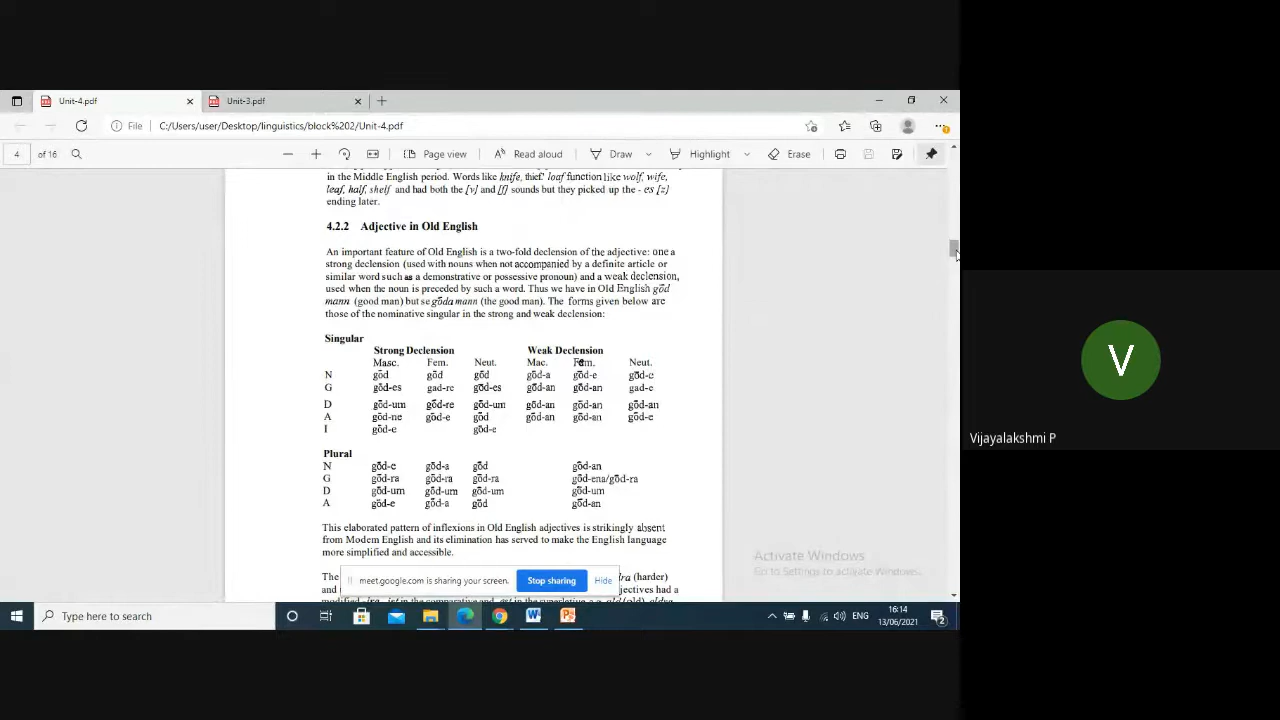 Unit-4.pdf
Unit-3.pdf
File C:/Users/user/Desktop/linguistics/block%202/Unit-4.pdf
4 of 16 Page view Read aloud Draw Highlight Erase
in the Middle English period. Words like knife, thief' loaf function like wolf, wife,
leaf, half, shelf and had both the [v] and [f] sounds but they picked up the - es [z]
ending later.
4.2.2 Adjective in Old English
An important feature of Old English is a two-fold declension of the adjective: one a
strong declension (used with nouns when not accompanied by a definite article or
similar word such as a demonstrative or possessive pronoun) and a weak declension,
used when the noun is preceded by such a word. Thus we have in Old English gōd
mann (good man) but se gōda mann (the good man). The forms given below are
those of the nominative singular in the strong and weak declension:
Singular
Strong Declension Weak Declension
Masc. Fem. Neut. Mac. Fem. Neut.
N gōd gōd gōd gōd-a gōd-e gōd-e
G gōd-es gad-re gōd-es gōd-an gōd-an gad-e
D gōd-um gōd-re gōd-um gōd-an gōd-an gōd-an
A gōd-ne gōd-e gōd gōd-an gōd-an gōd-e
I gōd-e gōd-e
Plural
N gōd-e gōd-a gōd gōd-an
G gōd-ra gōd-ra gōd-ra gōd-ena/gōd-ra
D gōd-um gōd-um gōd-um gōd-um
A gōd-e gōd-a gōd gōd-an
This elaborated pattern of inflexions in Old English adjectives is strikingly absent
from Modem English and its elimination has served to make the English language
more simplified and accessible.
The dra (harder)
and jectives had a
meet.google.com is sharing your screen. Stop sharing Hide
Activate Windows
Go to Settings to activate Windows.
Type here to search
ENG
16:14
13/06/2021
2
V
Vijayalakshmi P